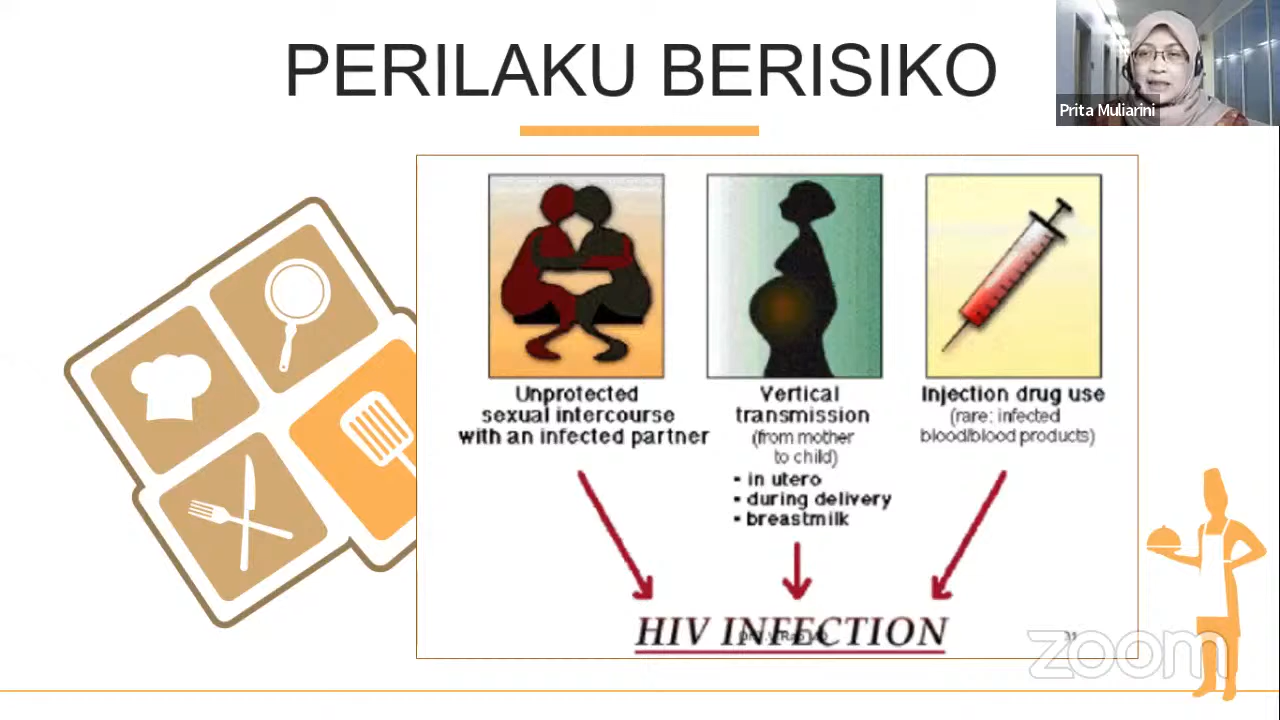 PERILAKU BERISIKO
Prita Muliarini
Unprotected
sexual intercourse
with an infected partner
Vertical
transmission
(from mother
to child)
- in utero
- during delivery
- breastmilk
Injection drug use
(rare: infected
blood/blood products)
HIV INFECTION
zoom